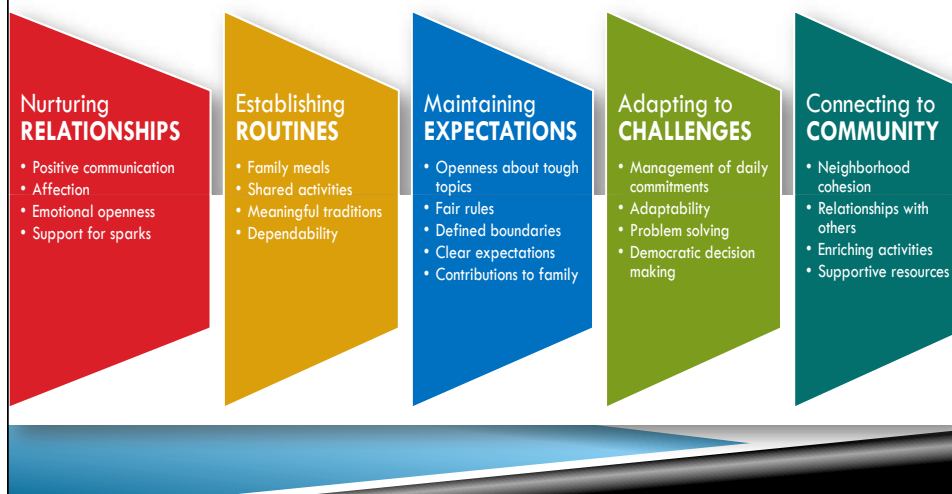 Nurturing
RELATIONSHIPS
• Positive communication
• Affection
• Emotional openness
• Support for sparks
Establishing
ROUTINES
• Family meals
• Shared activities
• Meaningful traditions
• Dependability
Maintaining
EXPECTATIONS
• Openness about tough
topics
• Fair rules
• Defined boundaries
• Clear expectations
• Contributions to family
Adapting to
CHALLENGES
• Management of daily
commitments
• Adaptability
• Problem solving
• Democratic decision
making
Connecting to
COMMUNITY
• Neighborhood
cohesion
• Relationships with
others
• Enriching activities
• Supportive resources